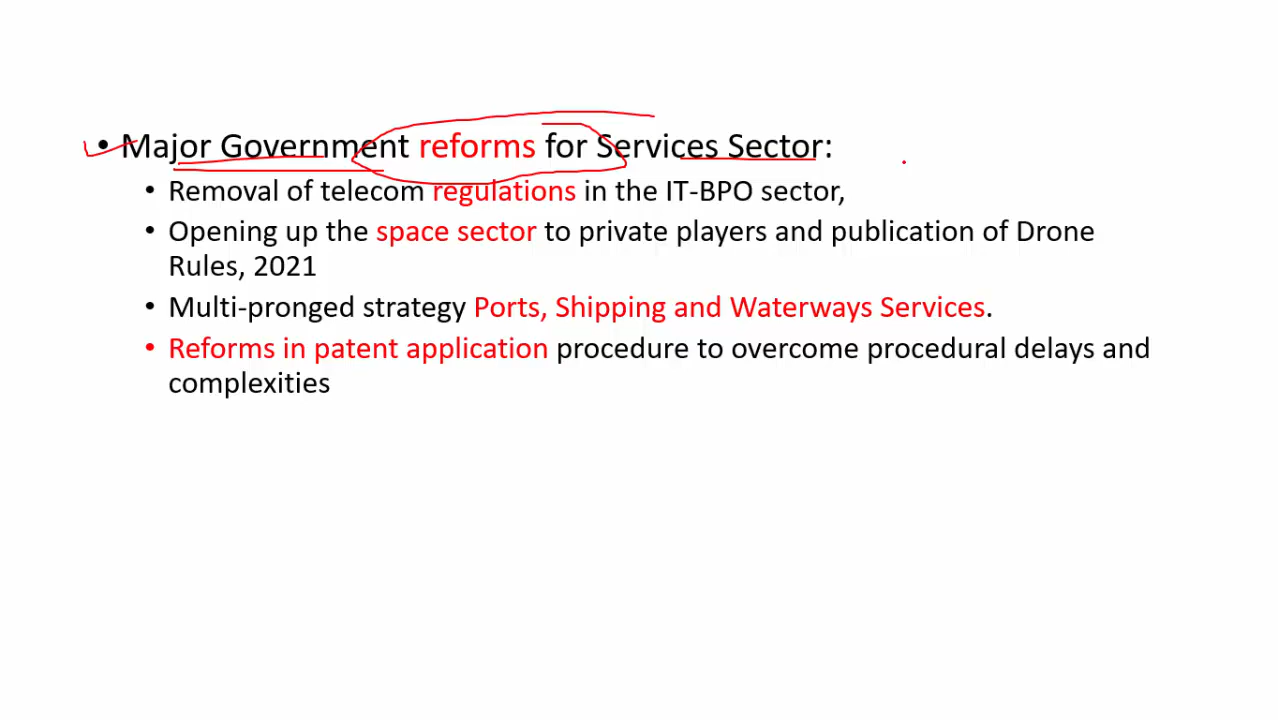 • Major Government reforms for Services Sector:
• Removal of telecom regulations in the IT-BPO sector,
• Opening up the space sector to private players and publication of Drone
Rules, 2021
• Multi-pronged strategy Ports, Shipping and Waterways Services.
• Reforms in patent application procedure to overcome procedural delays and
complexities